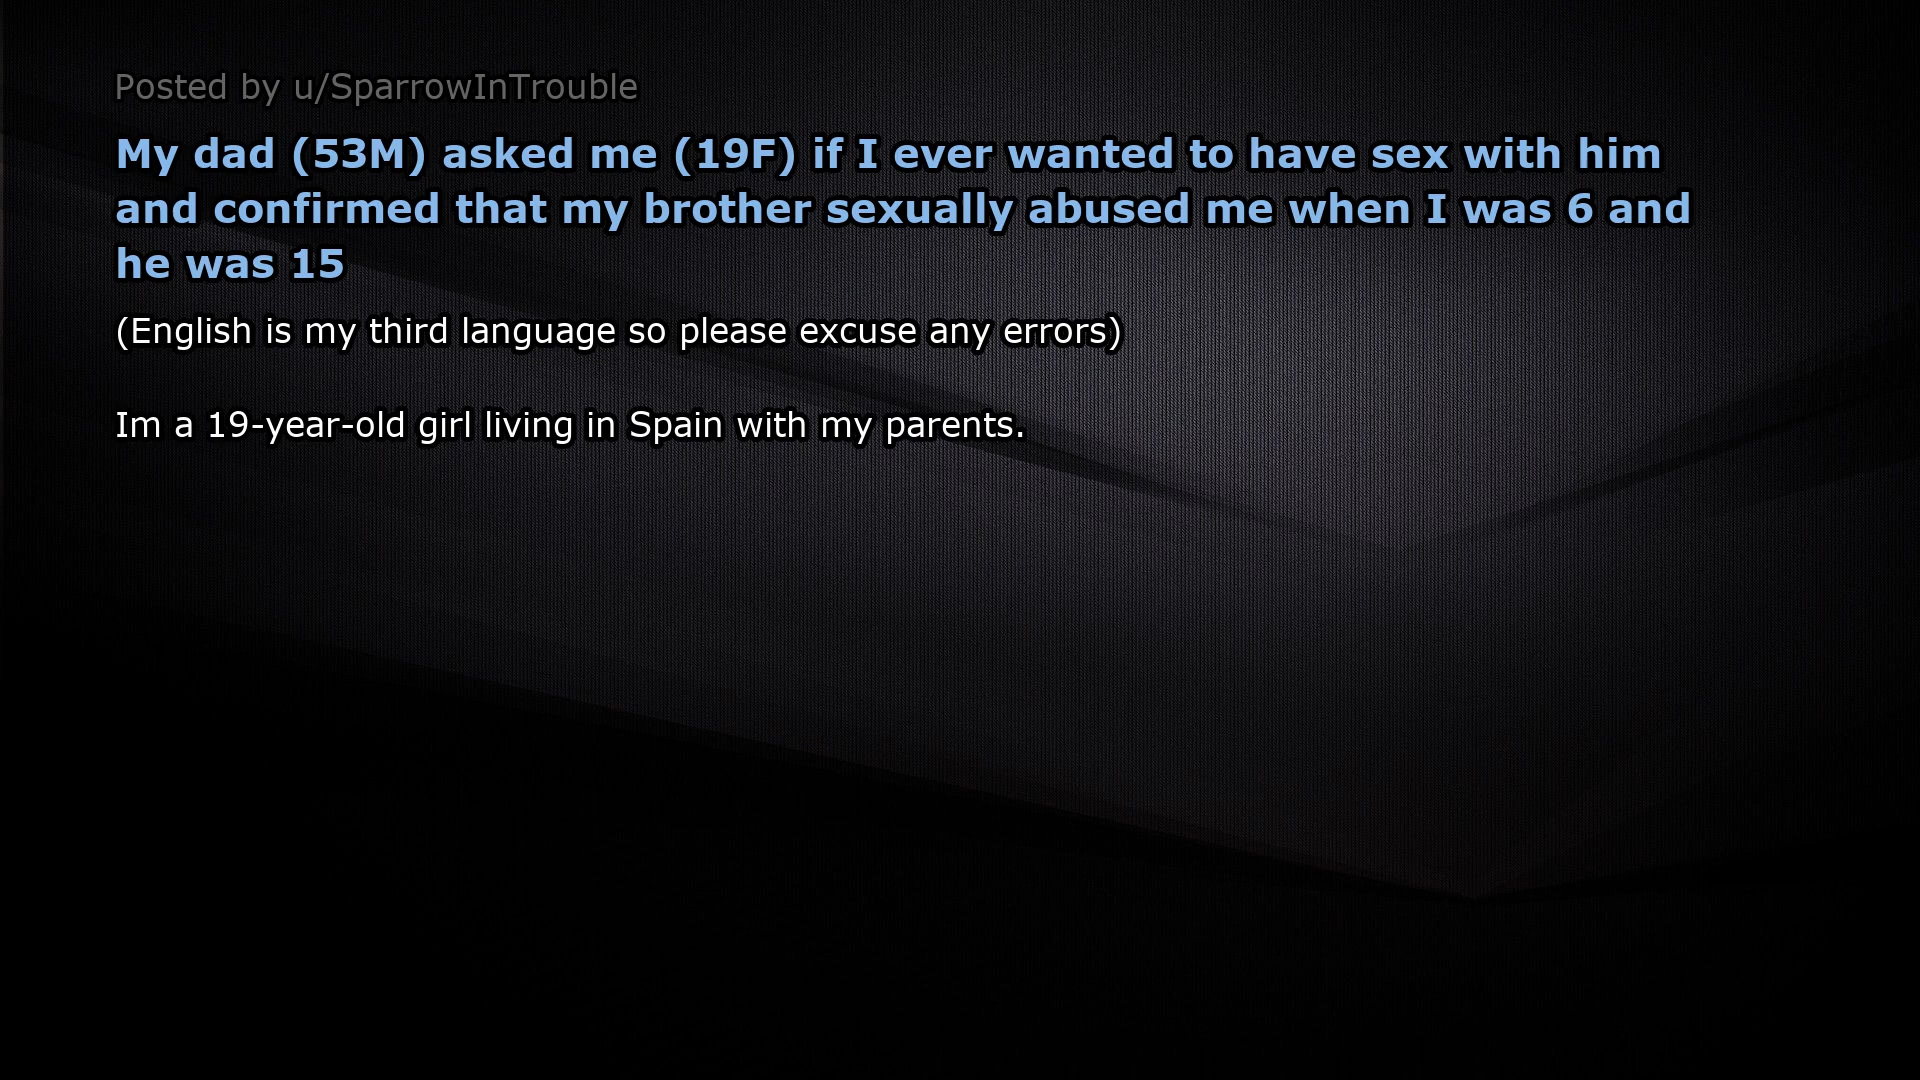 Posted by u/SparrowInTrouble
My dad (53M) asked me (19F) if I ever wanted to have sex with him
and confirmed that my brother sexually abused me when I was 6 and
he was 15
(English is my third language so please excuse any errors)
Im a 19-year-old girl living in Spain with my parents.